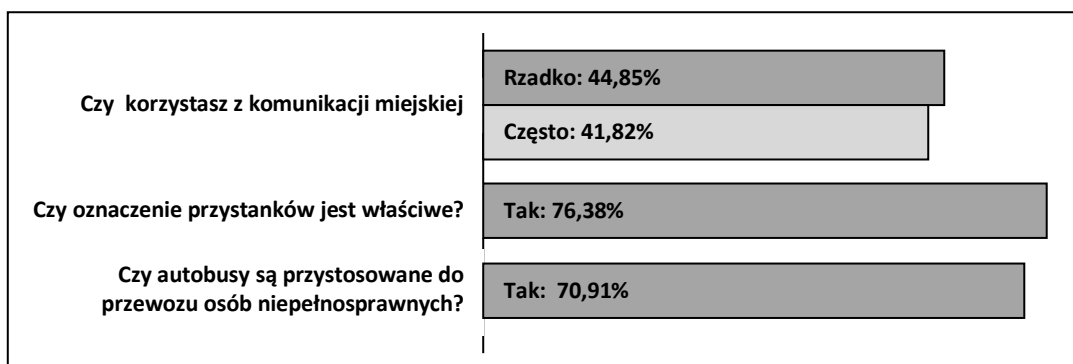 Czy korzystasz z komunikacji miejskiej
Rzadko: 44,85%
Często: 41,82%
Czy oznaczenie przystanków jest właściwe?
Tak: 76,38%
Czy autobusy są przystosowane do
przewozu osób niepełnosprawnych?
Tak: 70,91%